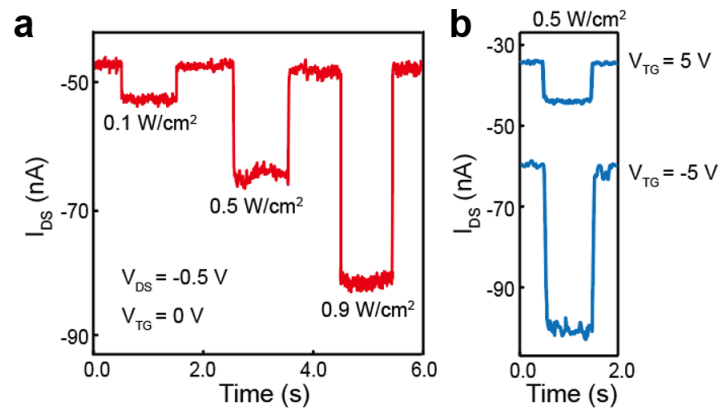 a
-50
-70
-90
I_DS (nA)
0.1 W/cm²
0.5 W/cm²
0.9 W/cm²
V_DS = -0.5 V
V_TG = 0 V
0.0 2.0 4.0 6.0
Time (s)
b
0.5 W/cm²
-30
-50
-70
-90
I_DS (nA)
V_TG = 5 V
V_TG = -5 V
0.0 2.0
Time (s)